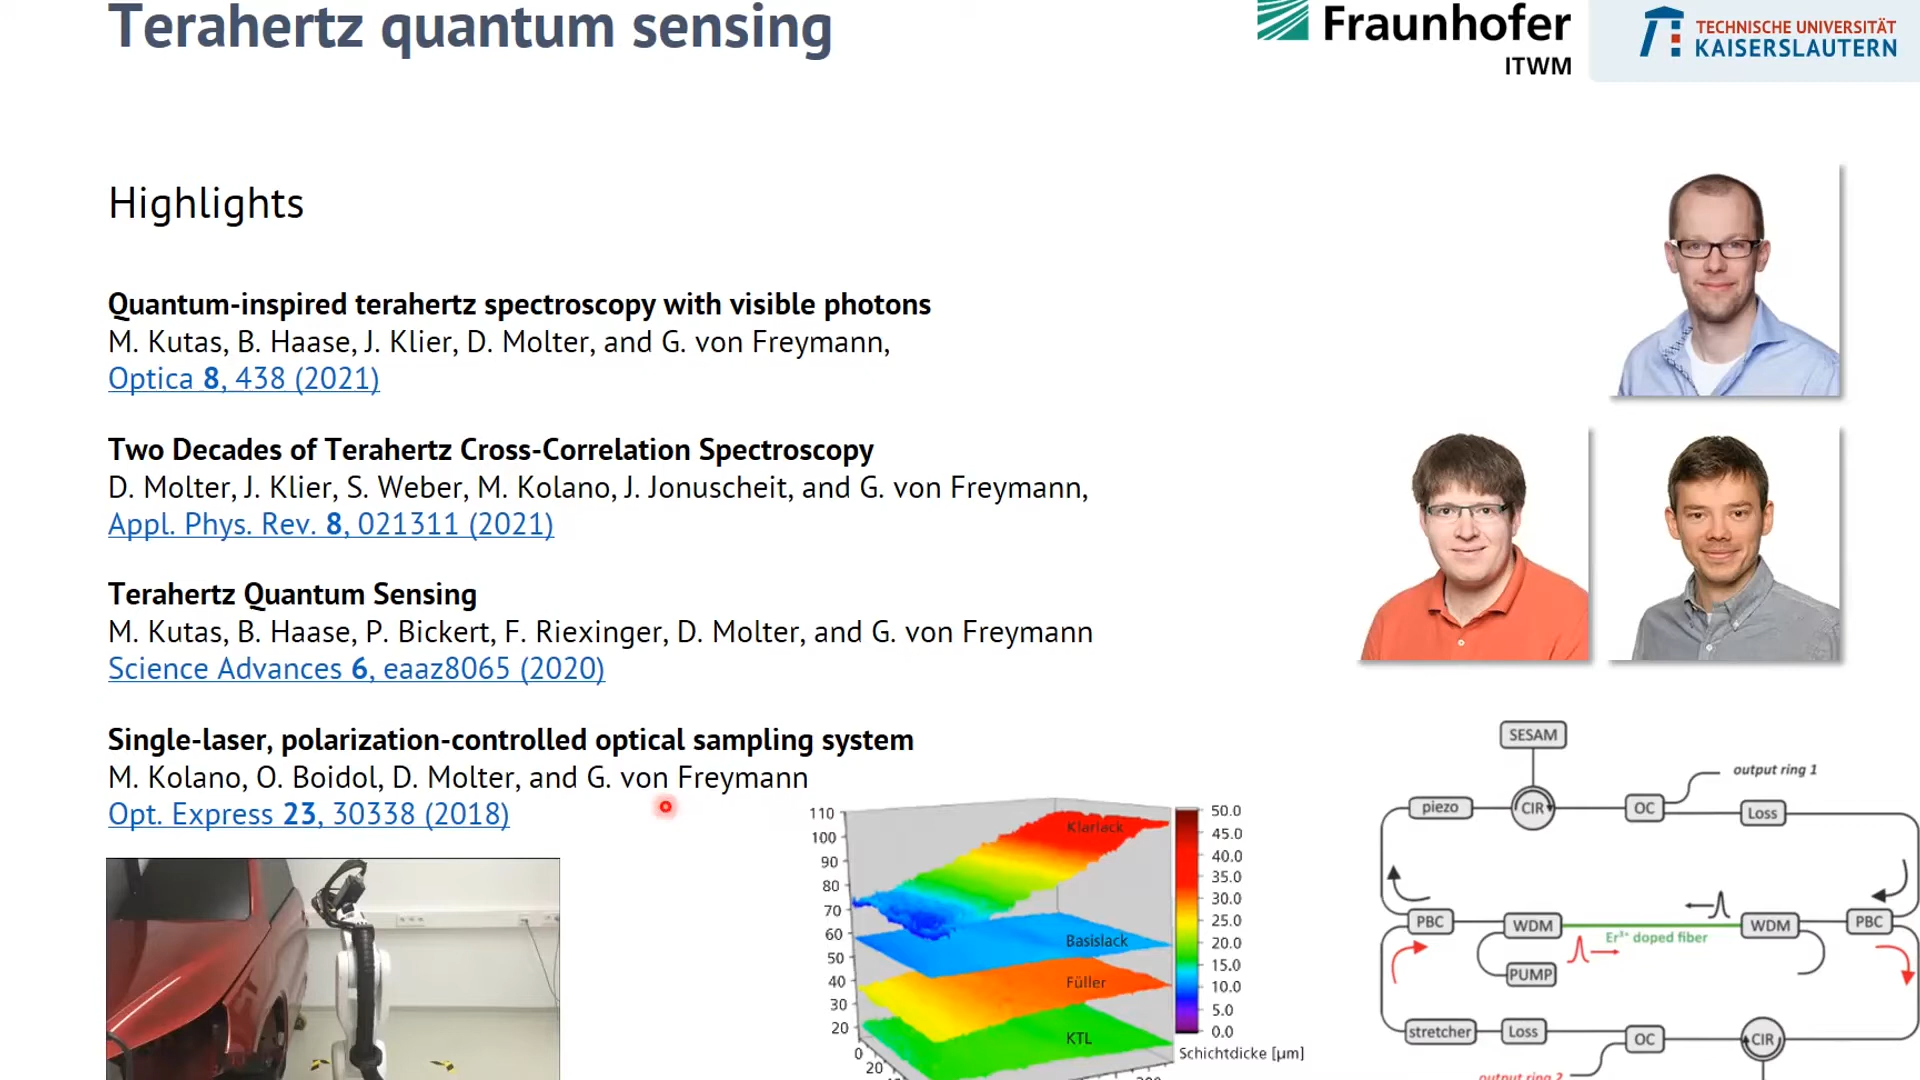 Terahertz quantum sensing
Fraunhofer
ITWM
TECHNISCHE UNIVERSITÄT
KAISERSLAUTERN
Highlights
Quantum-inspired terahertz spectroscopy with visible photons
M. Kutas, B. Haase, J. Klier, D. Molter, and G. von Freymann,
Optica 8, 438 (2021)
Two Decades of Terahertz Cross-Correlation Spectroscopy
D. Molter, J. Klier, S. Weber, M. Kolano, J. Jonuscheit, and G. von Freymann,
Appl. Phys. Rev. 8, 021311 (2021)
Terahertz Quantum Sensing
M. Kutas, B. Haase, P. Bickert, F. Riexinger, D. Molter, and G. von Freymann
Science Advances 6, eaaz8065 (2020)
Single-laser, polarization-controlled optical sampling system
M. Kolano, O. Boidol, D. Molter, and G. von Freymann
Opt. Express 23, 30338 (2018)
110
100
90
80
70
60
50
40
30
20
0
20
Klarlack
Basislack
Füller
KTL
50.0
45.0
40.0
35.0
30.0
25.0
20.0
15.0
10.0
5.0
0.0
Schichtdicke [µm]
SESAM
output ring 1
piezo
CIR
OC
Loss
PBC
WDM
Er³⁺ doped fiber
WDM
PBC
PUMP
stretcher
Loss
OC
CIR
output ring 2